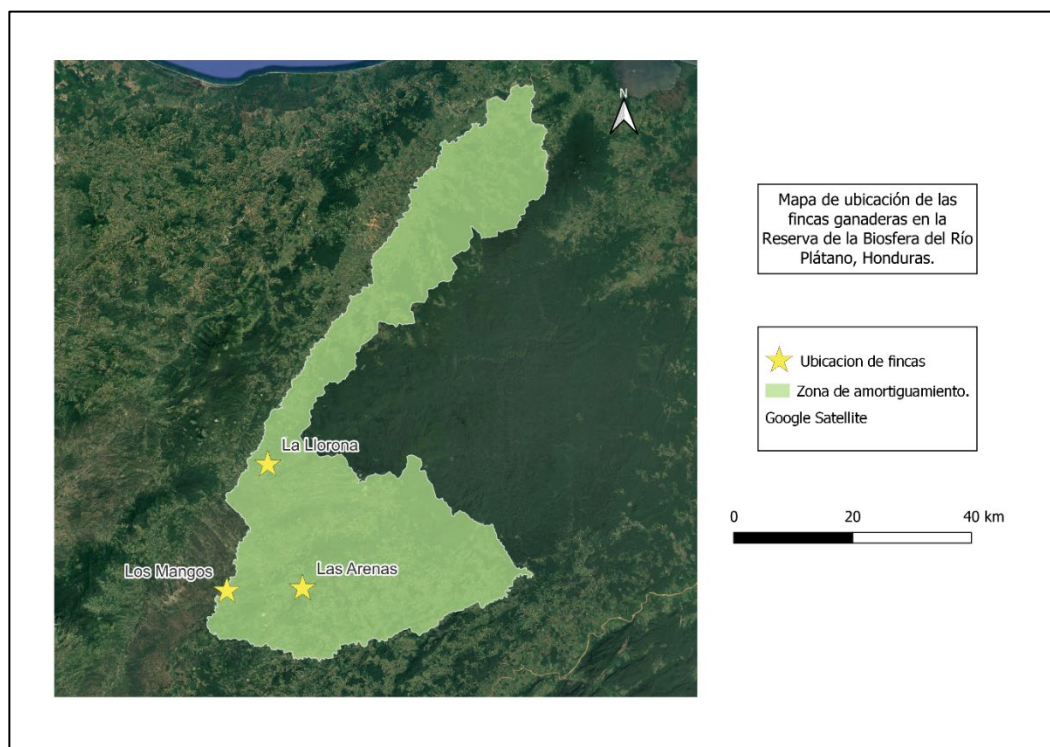 N
Mapa de ubicación de las
fincas ganaderas en la
Reserva de la Biosfera del Río
Plátano, Honduras.
Ubicacion de fincas
Zona de amortiguamiento.
Google Satellite
La Llorona
Los Mangos
Las Arenas
0 20 40 km